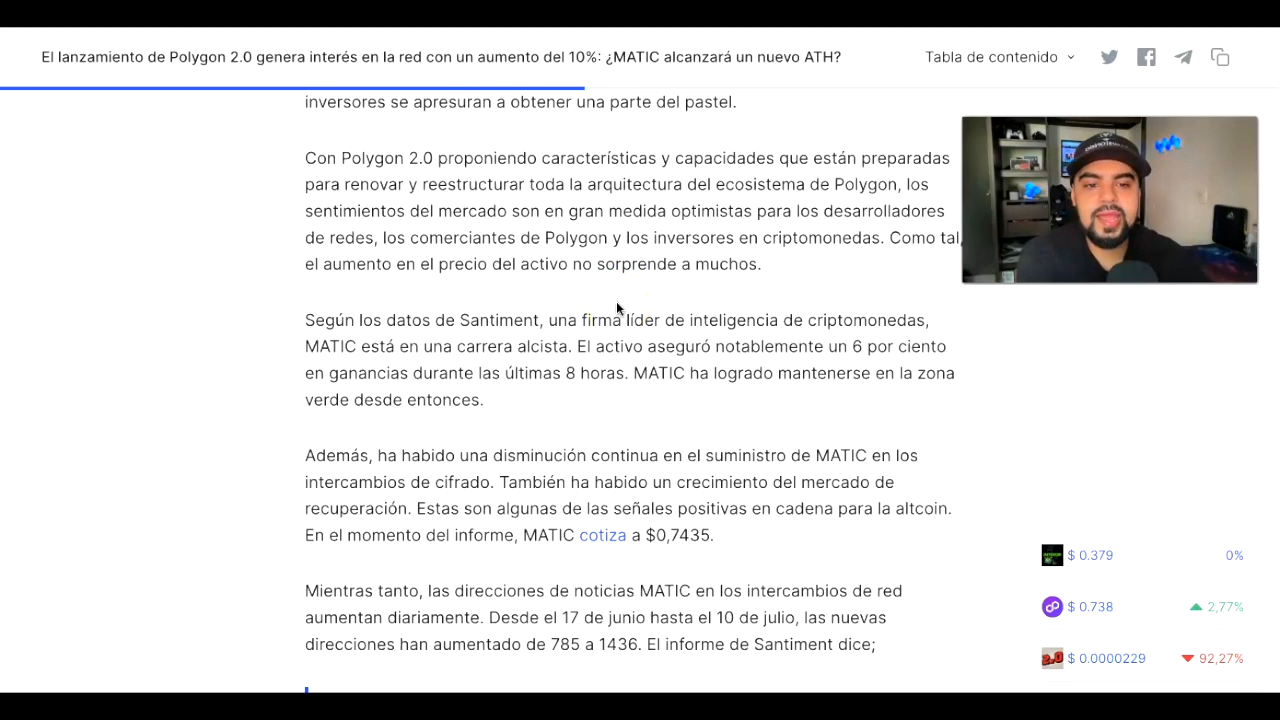 El lanzamiento de Polygon 2.0 genera interés en la red con un aumento del 10%: ¿MATIC alcanzará un nuevo ATH?
Tabla de contenido
inversores se apresuran a obtener una parte del pastel.
Con Polygon 2.0 proponiendo características y capacidades que están preparadas
para renovar y reestructurar toda la arquitectura del ecosistema de Polygon, los
sentimientos del mercado son en gran medida optimistas para los desarrolladores
de redes, los comerciantes de Polygon y los inversores en criptomonedas. Como tal,
el aumento en el precio del activo no sorprende a muchos.
Según los datos de Santiment, una firma líder de inteligencia de criptomonedas,
MATIC está en una carrera alcista. El activo aseguró notablemente un 6 por ciento
en ganancias durante las últimas 8 horas. MATIC ha logrado mantenerse en la zona
verde desde entonces.
Además, ha habido una disminución continua en el suministro de MATIC en los
intercambios de cifrado. También ha habido un crecimiento del mercado de
recuperación. Estas son algunas de las señales positivas en cadena para la altcoin.
En el momento del informe, MATIC cotiza a $0,7435.
Mientras tanto, las direcciones de noticias MATIC en los intercambios de red
aumentan diariamente. Desde el 17 de junio hasta el 10 de julio, las nuevas
direcciones han aumentado de 785 a 1436. El informe de Santiment dice;
$ 0.379 0%
$ 0.738 2,77%
2.0 $ 0.0000229 92,27%